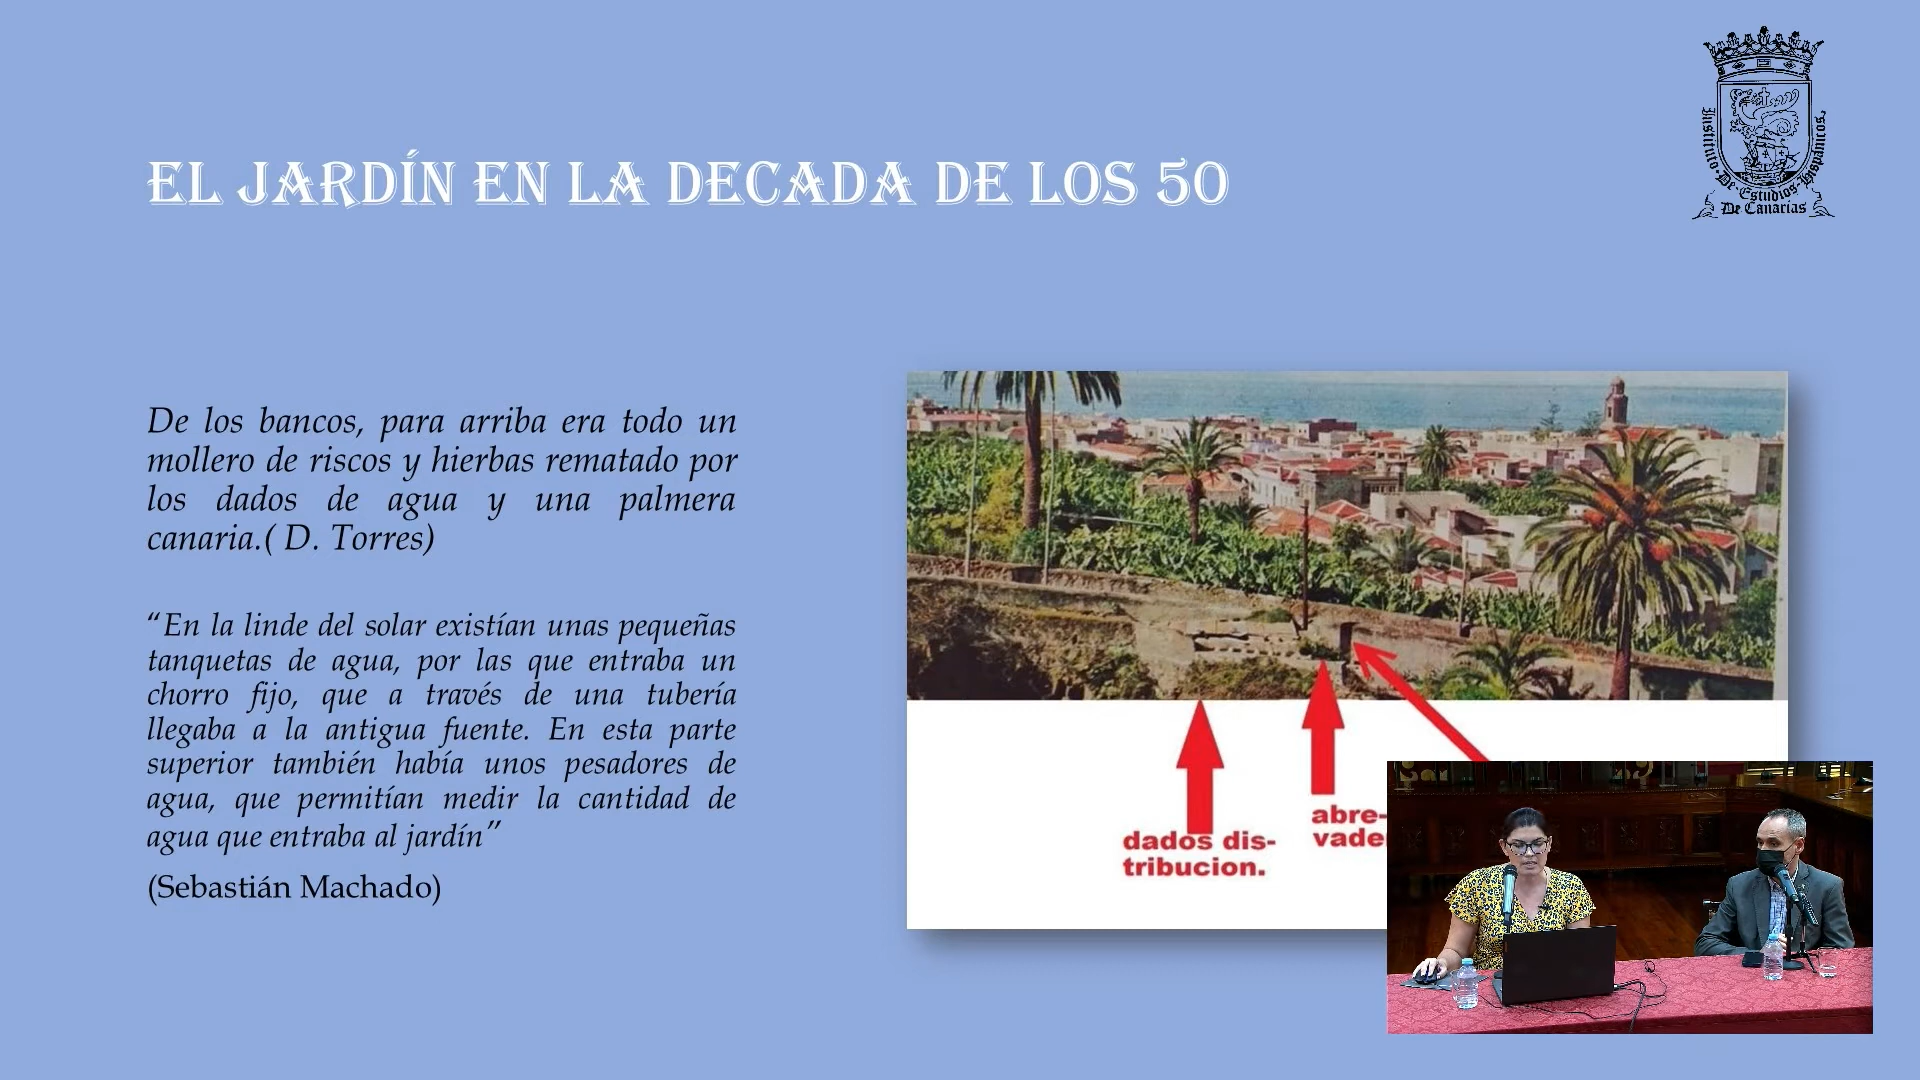 EL JARDÍN EN LA DECADA DE LOS 50
Instituto · De · Estudios · Hispánicos
De Canarias
De los bancos, para arriba era todo un
mollero de riscos y hierbas rematado por
los dados de agua y una palmera
canaria.( D. Torres)
“En la linde del solar existían unas pequeñas
tanquetas de agua, por las que entraba un
chorro fijo, que a través de una tubería
llegaba a la antigua fuente. En esta parte
superior también había unos pesadores de
agua, que permitían medir la cantidad de
agua que entraba al jardín”
(Sebastián Machado)
dados dis-
tribucion.
abre-
vade